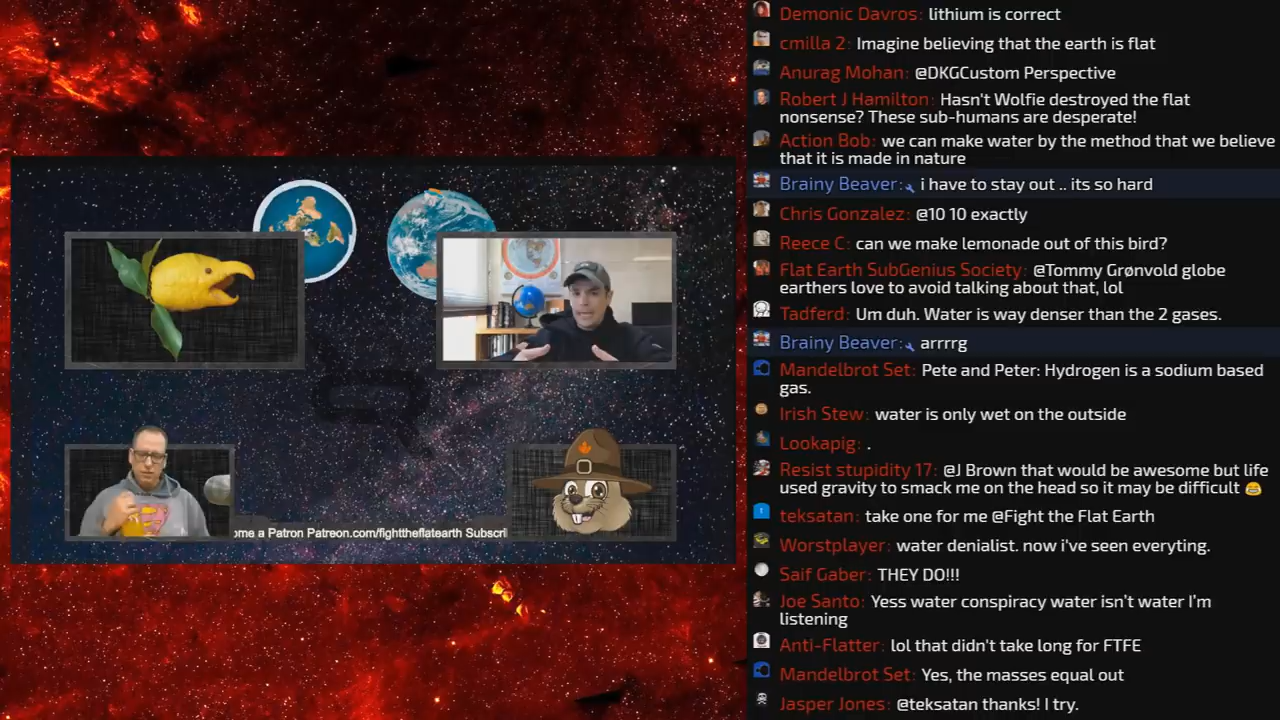 Demonic Davros: lithium is correct
cmilla 2: Imagine believing that the earth is flat
Anurag Mohan: @DKGCustom Perspective
Robert J Hamilton: Hasn't Wolfie destroyed the flat
nonsense? These sub-humans are desperate!
Action Bob: we can make water by the method that we believe
that it is made in nature
Brainy Beaver: i have to stay out .. its so hard
Chris Gonzalez: @10 10 exactly
Reece C: can we make lemonade out of this bird?
Flat Earth SubGenius Society: @Tommy Grønvold globe
earthers love to avoid talking about that, lol
Tadferd: Um duh. Water is way denser than the 2 gases.
Brainy Beaver: arrrrg
Mandelbrot Set: Pete and Peter: Hydrogen is a sodium based
gas.
Irish Stew: water is only wet on the outside
Lookapig: .
Resist stupidity 17: @J Brown that would be awesome but life
used gravity to smack me on the head so it may be difficult 😁
teksatan: take one for me @Fight the Flat Earth
Worstplayer: water denialist. now i've seen everyting.
Saif Gaber: THEY DO!!!
Joe Santo: Yess water conspiracy water isn't water I'm
listening
Anti-Flatter: lol that didn't take long for FTFE
Mandelbrot Set: Yes, the masses equal out
Jasper Jones: @teksatan thanks! I try.
ome a Patron Patreon.com/fighttheflatearth Subscri